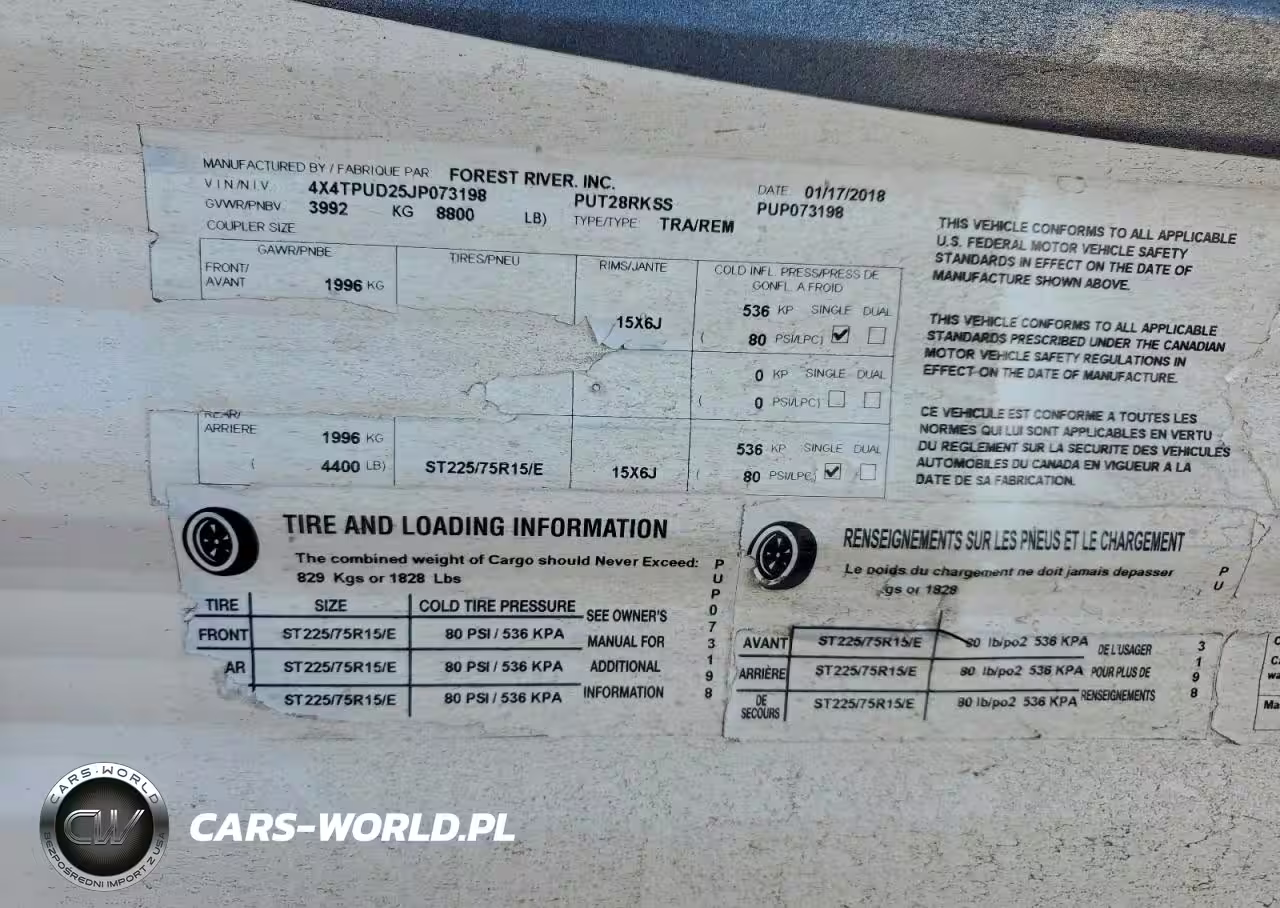 MANUFACTURED BY / FABRIQUE PAR FOREST RIVER, INC. DATE 01/17/2018
V I N / N I V 4X4TPUD25JP073198 PUT28RKSS PUP073198
GVWR/PNBV 3992 KG 8800 LB) TYPE/TYPE TRA/REM
COUPLER SIZE
GAWR/PNBE TIRES/PNEU RIMS/JANTE COLD INFL. PRESS/PRESS DE
GONFL. A FROID
FRONT/
AVANT 1996 KG 15X6J 536 KP SINGLE DUAL
( 80 PSI/LPC)
0 KP SINGLE DUAL
( 0 PSI/LPC)
REAR/
ARRIERE 1996 KG 536 KP SINGLE DUAL
( 4400 LB) ST225/75R15/E 15X6J ( 80 PSI/LPC)
THIS VEHICLE CONFORMS TO ALL APPLICABLE
U.S. FEDERAL MOTOR VEHICLE SAFETY
STANDARDS IN EFFECT ON THE DATE OF
MANUFACTURE SHOWN ABOVE.
THIS VEHICLE CONFORMS TO ALL APPLICABLE
STANDARDS PRESCRIBED UNDER THE CANADIAN
MOTOR VEHICLE SAFETY REGULATIONS IN
EFFECT ON THE DATE OF MANUFACTURE.
CE VEHICULE EST CONFORME A TOUTES LES
NORMES QUI LUI SONT APPLICABLES EN VERTU
DU REGLEMENT SUR LA SECURITE DES VEHICULES
AUTOMOBILES DU CANADA EN VIGUEUR A LA
DATE DE SA FABRICATION.
TIRE AND LOADING INFORMATION
The combined weight of Cargo should Never Exceed:
829 Kgs or 1828 Lbs
TIRE SIZE COLD TIRE PRESSURE SEE OWNER'S
FRONT ST225/75R15/E 80 PSI / 536 KPA MANUAL FOR
AR ST225/75R15/E 80 PSI / 536 KPA ADDITIONAL
ST225/75R15/E 80 PSI / 536 KPA INFORMATION
PUP073198
RENSEIGNEMENTS SUR LES PNEUS ET LE CHARGEMENT
Le poids du chargement ne doit jamais depasser
gs or 1828
AVANT ST225/75R15/E 80 lb/po2 536 KPA DE L'USAGER
ARRIÈRE ST225/75R15/E 80 lb/po2 536 KPA POUR PLUS DE
DE
SECOURS ST225/75R15/E 80 lb/po2 536 KPA RENSEIGNEMENTS
PU
3198
C
Ca
wa
Ma
CARS-WORLD
CW
BEZPOŚREDNI IMPORT Z USA
CARS-WORLD.PL